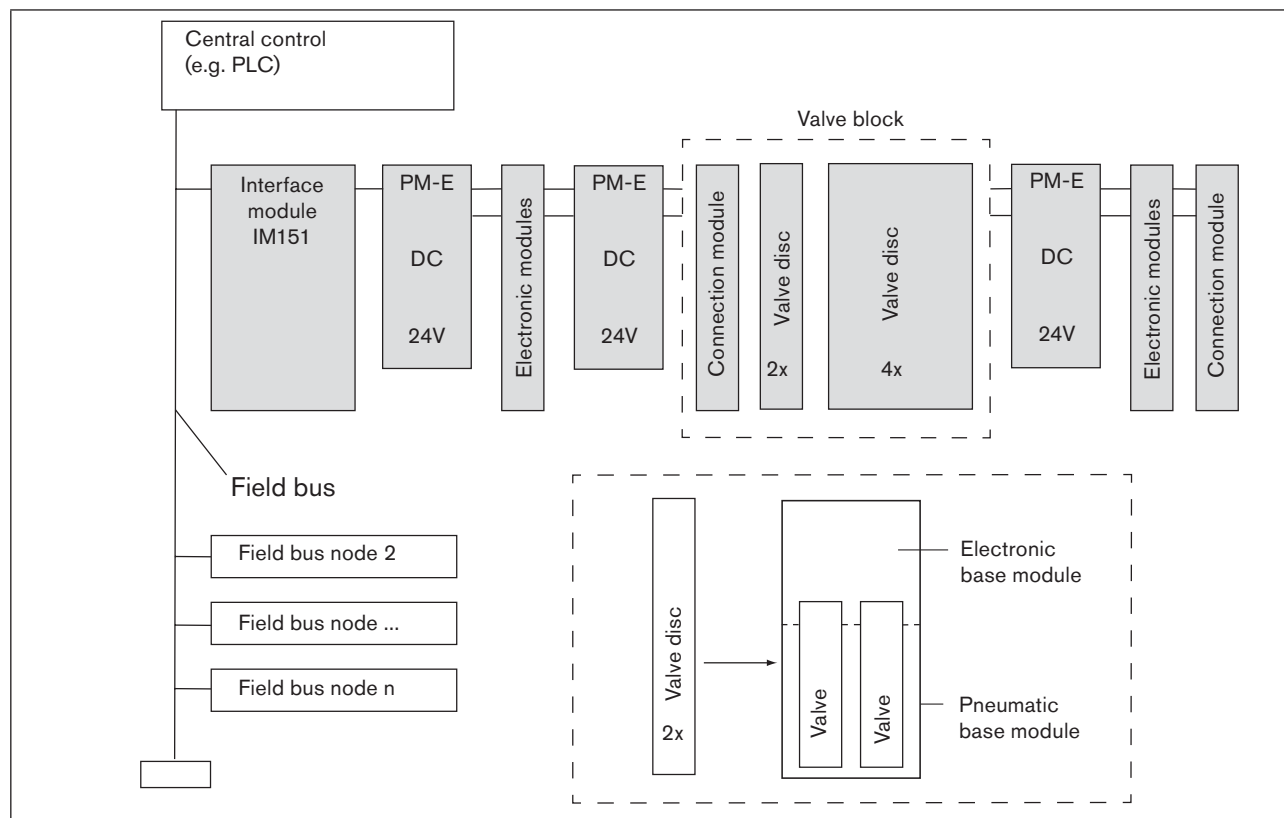 Central control
(e.g. PLC)
Valve block
Interface
module
IM151
PM-E
DC
24V
Electronic modules
PM-E
DC
24V
Connection module
Valve disc
2x
Valve disc
4x
PM-E
DC
24V
Electronic modules
Connection module
Field bus
Field bus node 2
Field bus node ...
Field bus node n
Valve disc
2x
Valve
Valve
Electronic
base module
Pneumatic
base module